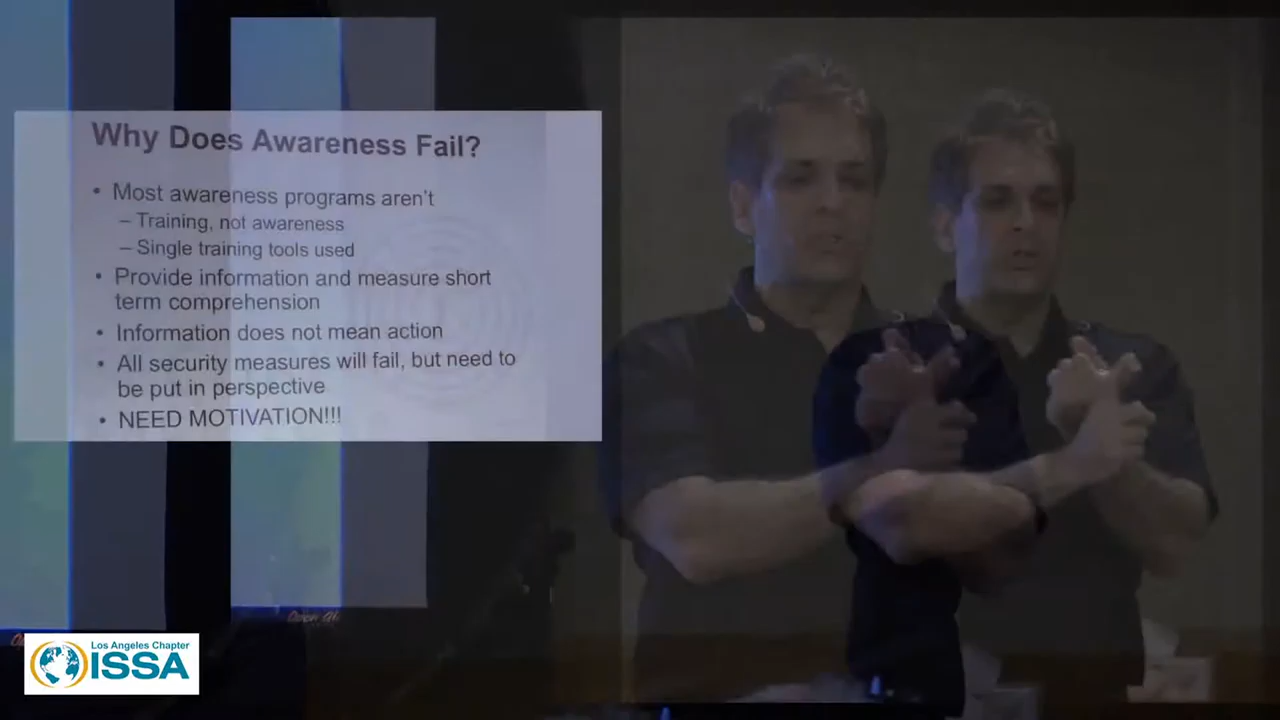 Why Does Awareness Fail?
• Most awareness programs aren't
– Training, not awareness
– Single training tools used
• Provide information and measure short
term comprehension
• Information does not mean action
• All security measures will fail, but need to
be put in perspective
• NEED MOTIVATION!!!
Los Angeles Chapter
ISSA